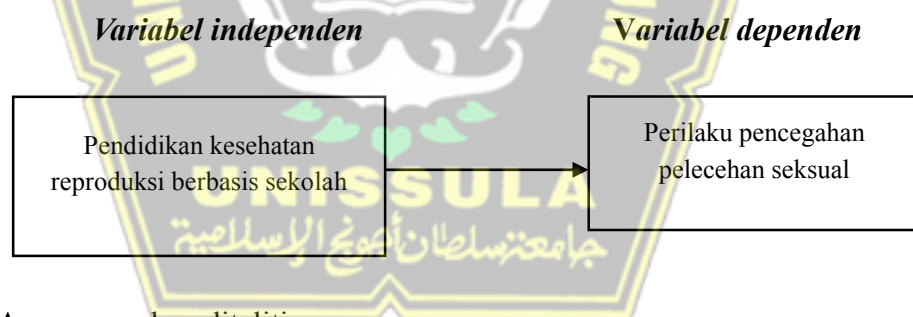 Variabel independen
Variabel dependen
Pendidikan kesehatan
reproduksi berbasis sekolah
Perilaku pencegahan
pelecehan seksual
UNISSULA
جامعة سلطان أجونج الإسلامية